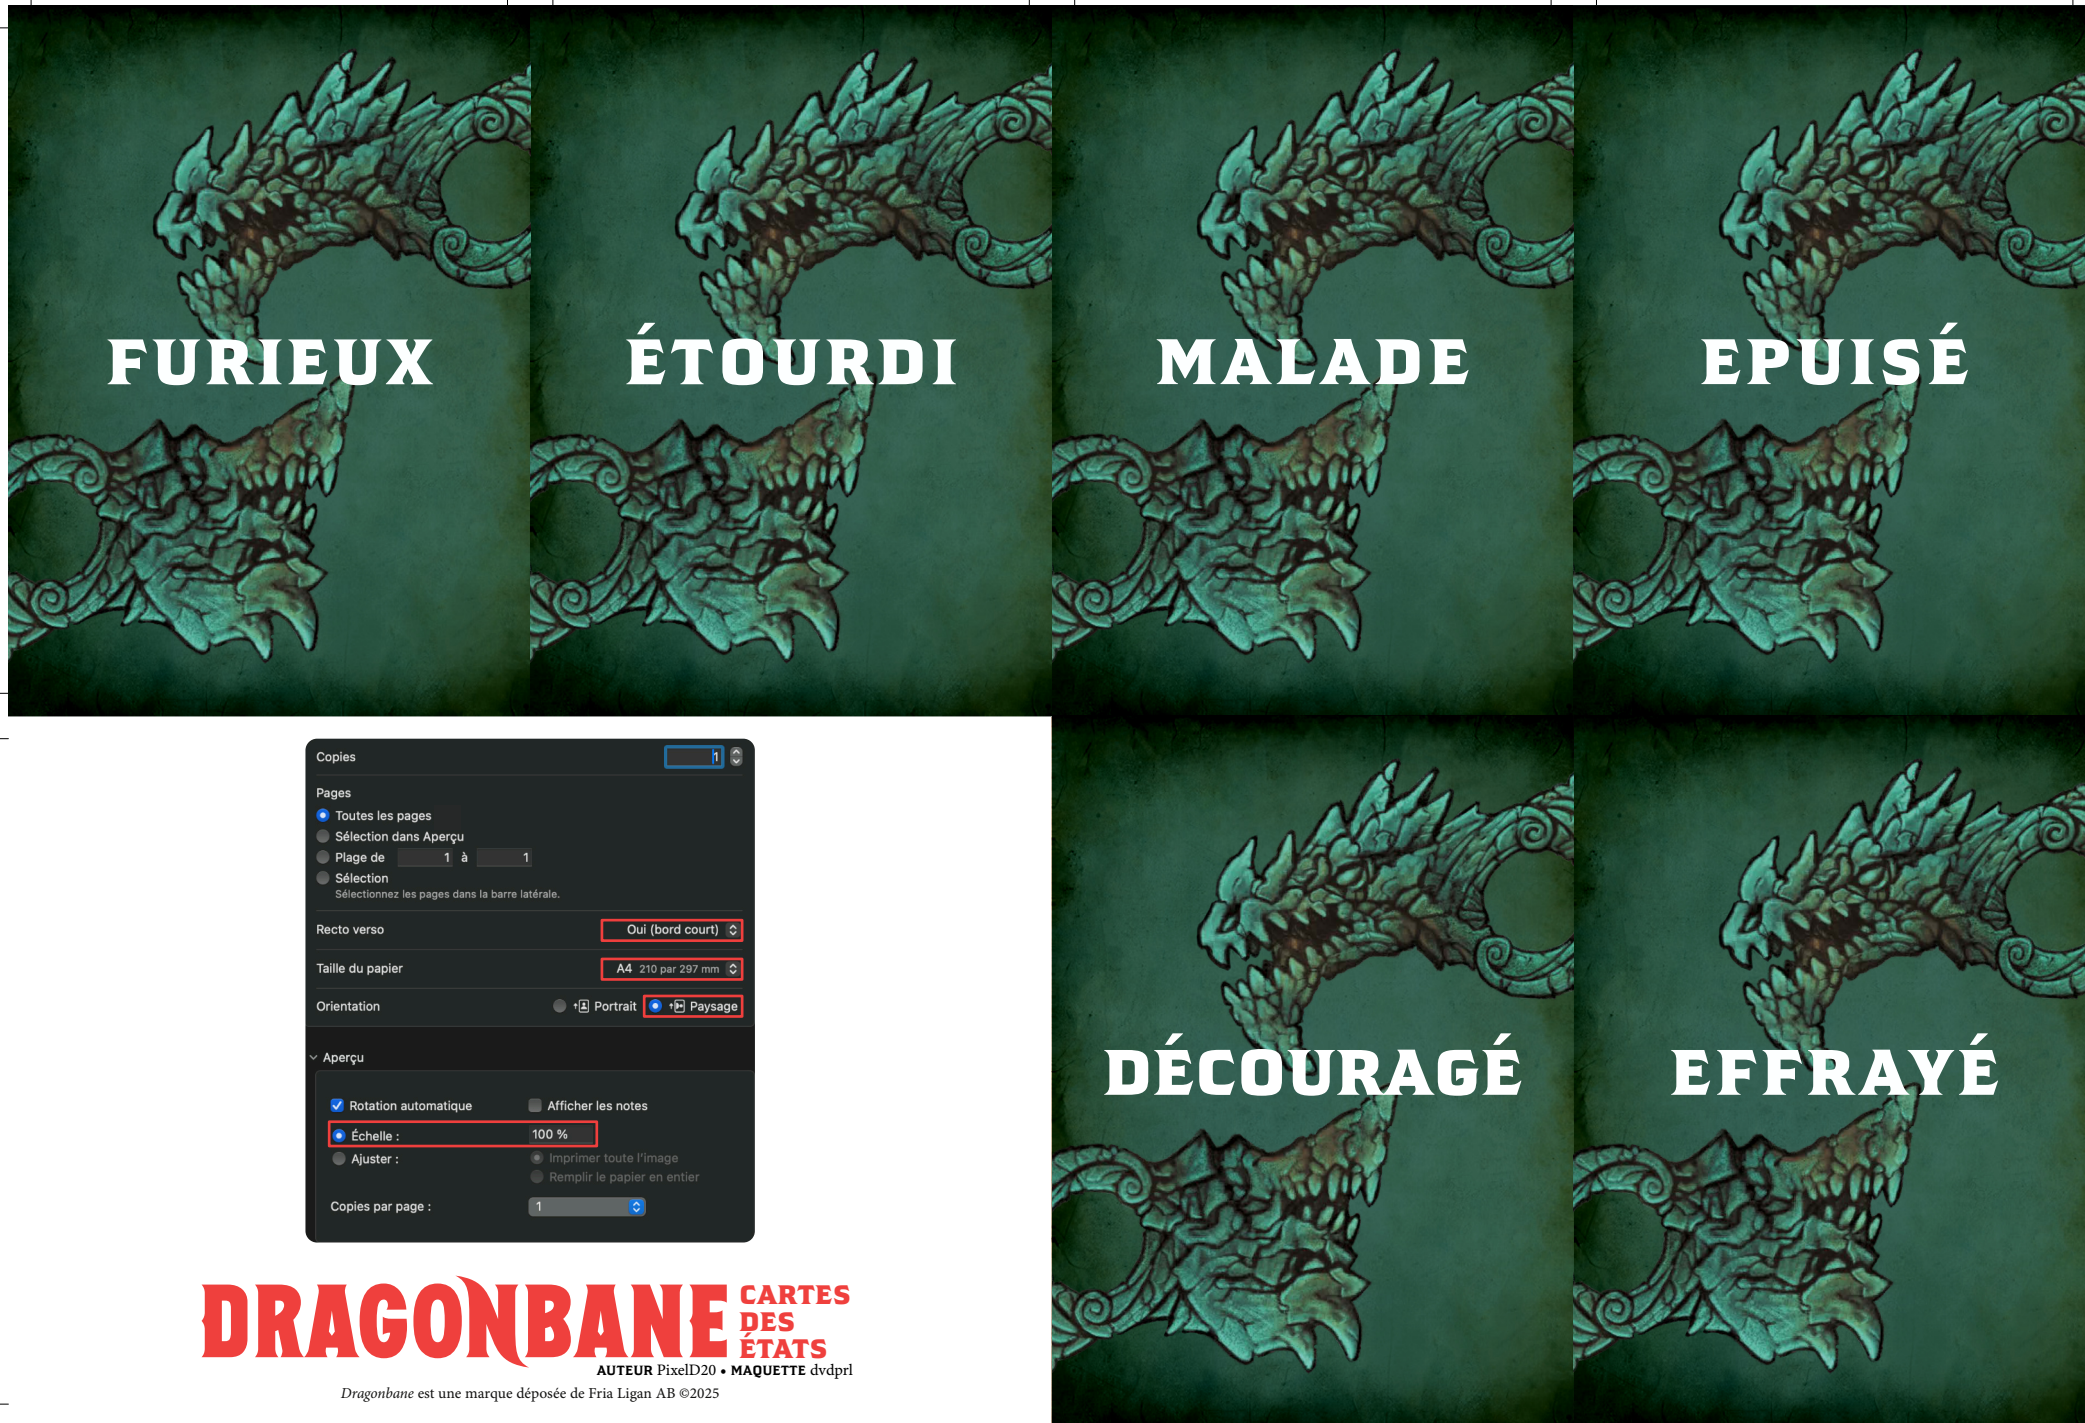 FURIEUX
ÉTOURDI
MALADE
EPUISÉ
Copies 1
Pages
Toutes les pages
Sélection dans Aperçu
Plage de 1 à 1
Sélection
Sélectionnez les pages dans la barre latérale.
Recto verso Oui (bord court)
Taille du papier A4 210 par 297 mm
Orientation Portrait Paysage
Aperçu
Rotation automatique Afficher les notes
Échelle : 100 %
Ajuster : Imprimer toute l'image
Remplir le papier en entier
Copies par page : 1
DRAGONBANE
CARTES
DES
ÉTATS
AUTEUR PixelD20 • MAQUETTE dvdprl
Dragonbane est une marque déposée de Fria Ligan AB ©2025
DÉCOURAGÉ
EFFRAYÉ